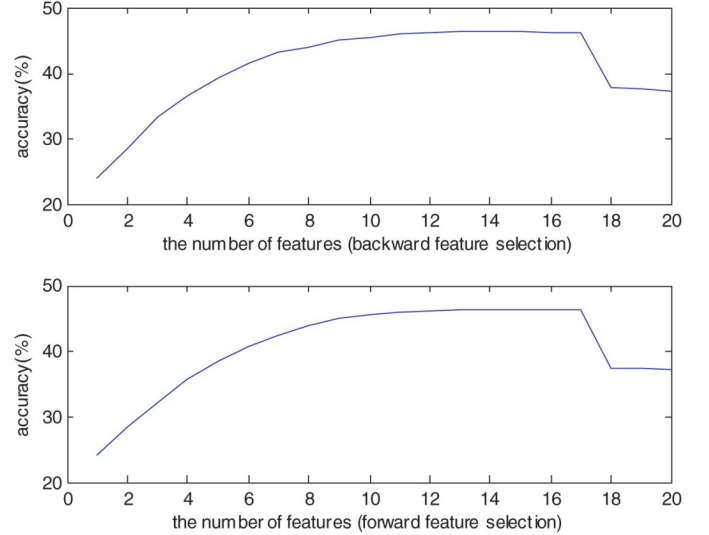 50
40
30
20
accuracy(%)
0 2 4 6 8 10 12 14 16 18 20
the number of features (backward feature selection)
50
40
30
20
accuracy(%)
0 2 4 6 8 10 12 14 16 18 20
the number of features (forward feature selection)